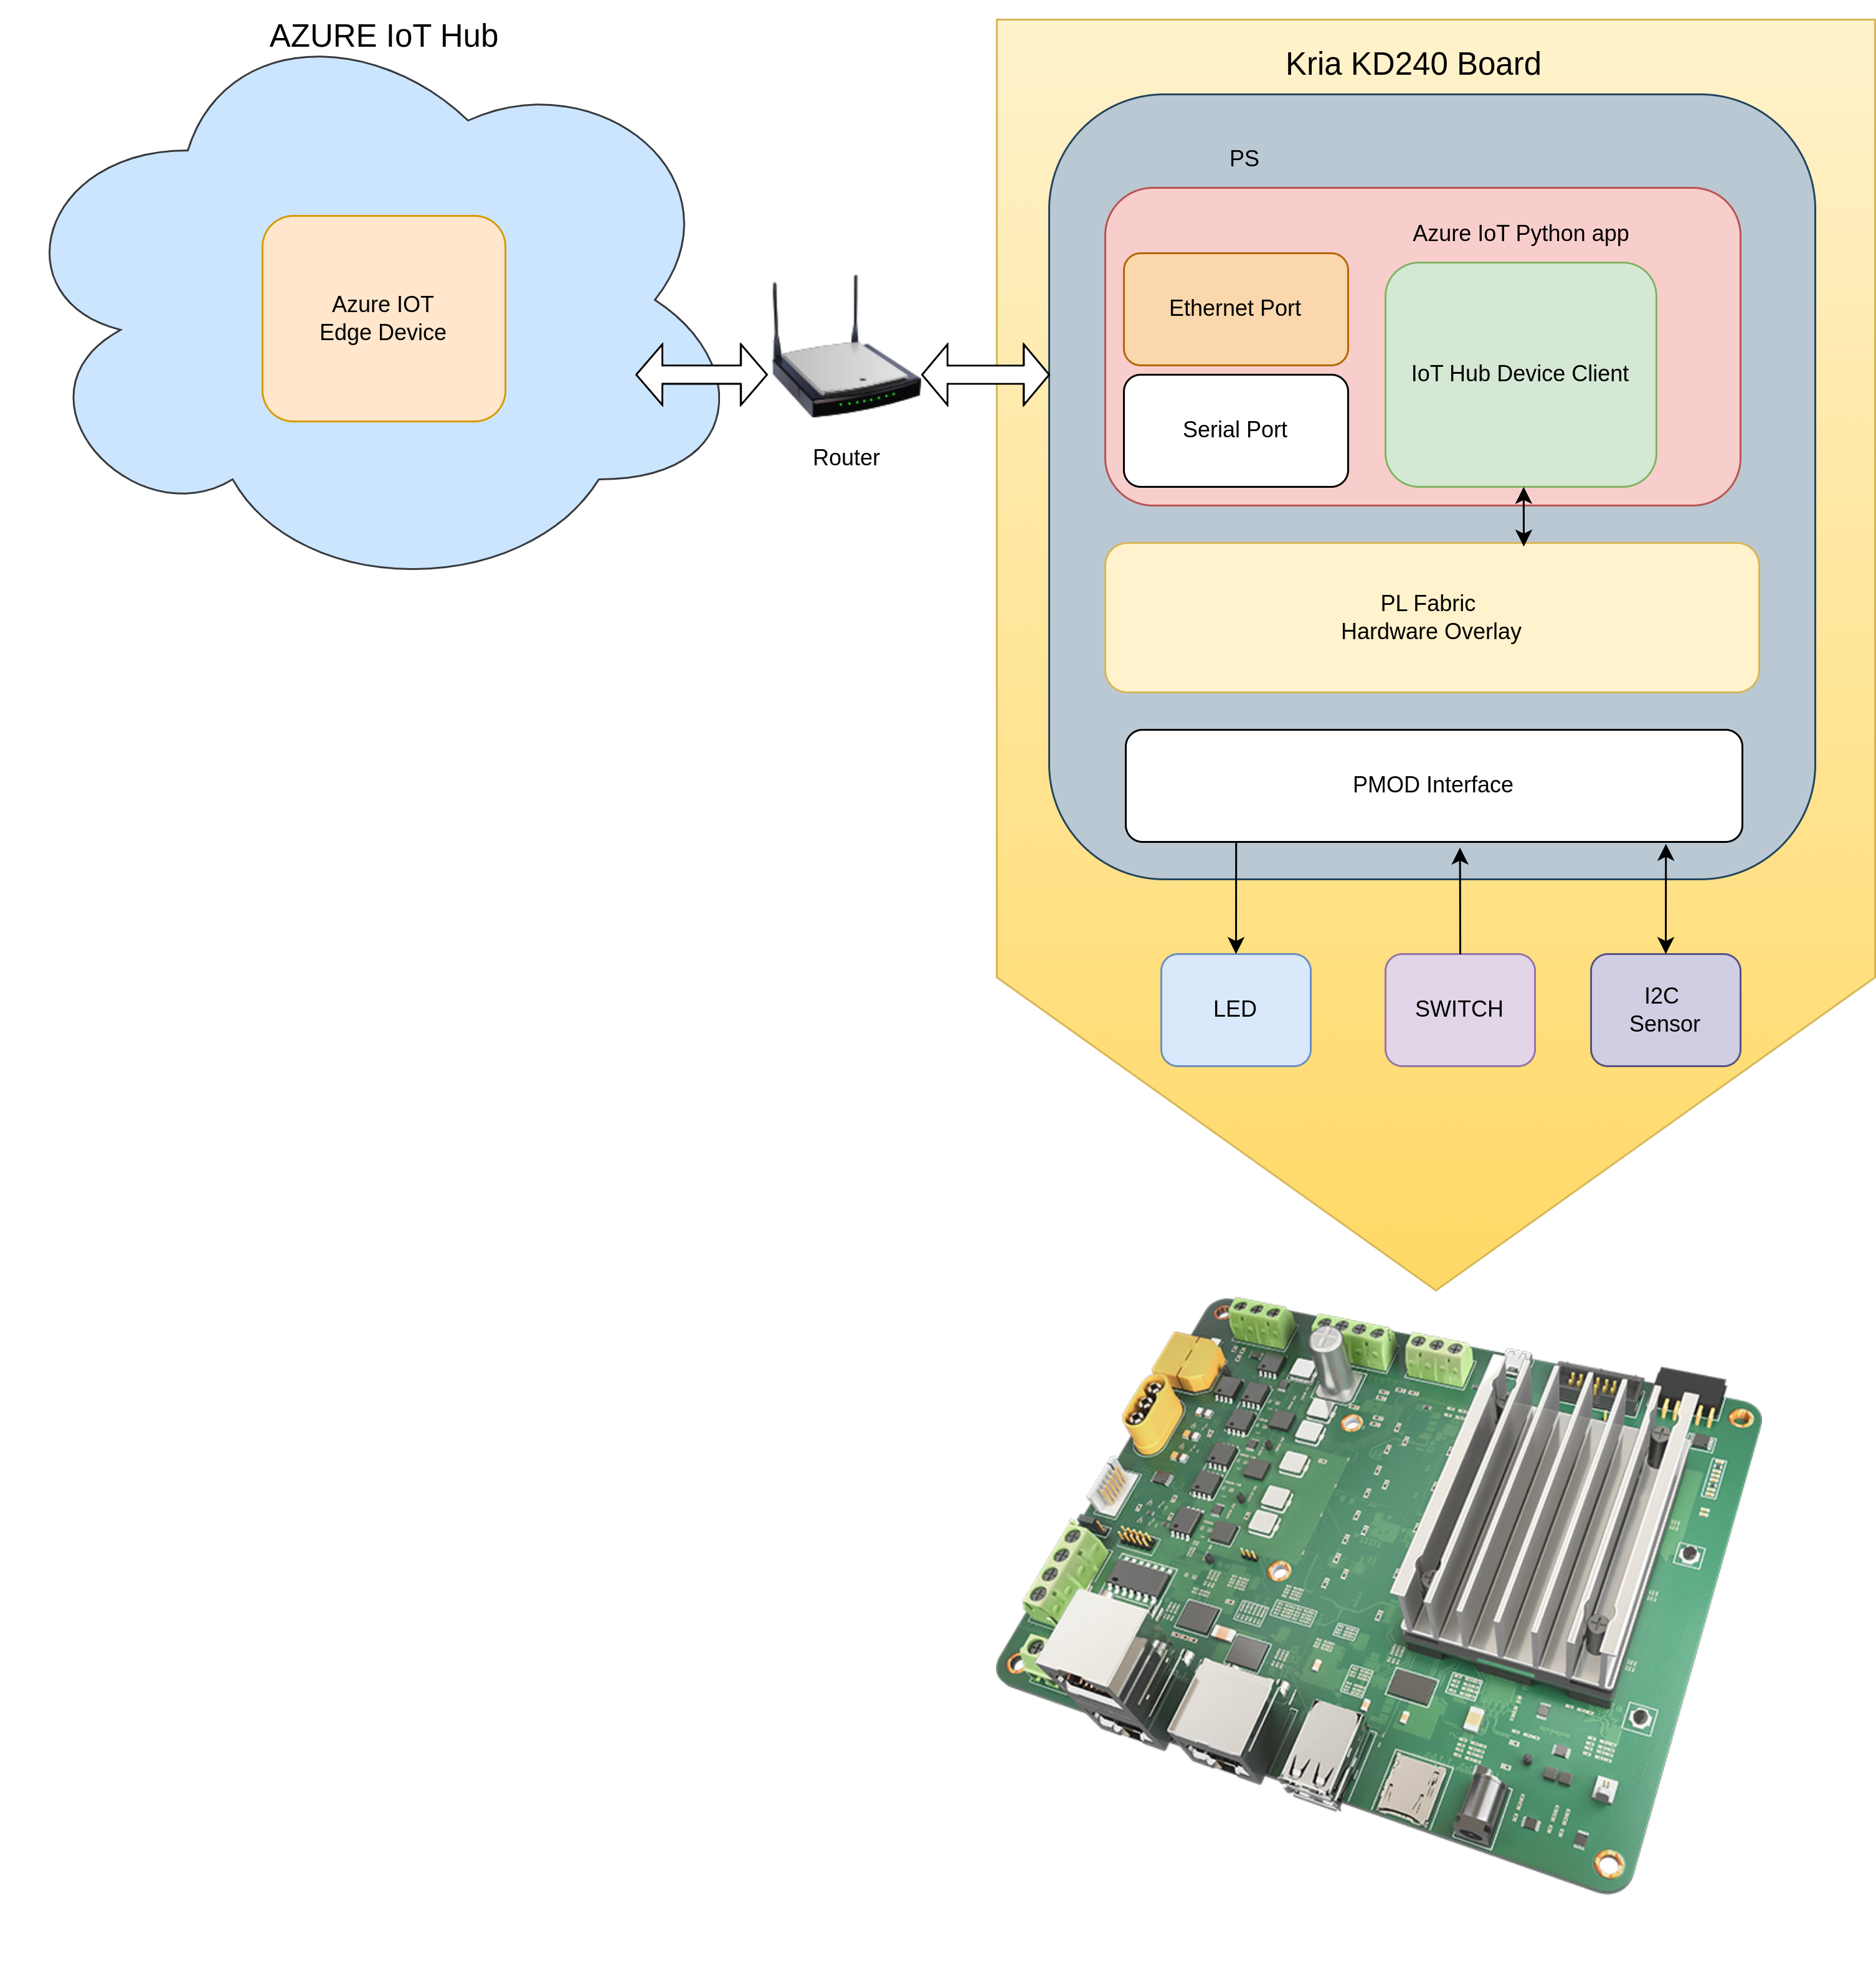 AZURE IoT Hub
Azure IOT
Edge Device
Router
Kria KD240 Board
PS
Azure IoT Python app
Ethernet Port
IoT Hub Device Client
Serial Port
PL Fabric
Hardware Overlay
PMOD Interface
LED
SWITCH
I2C
Sensor